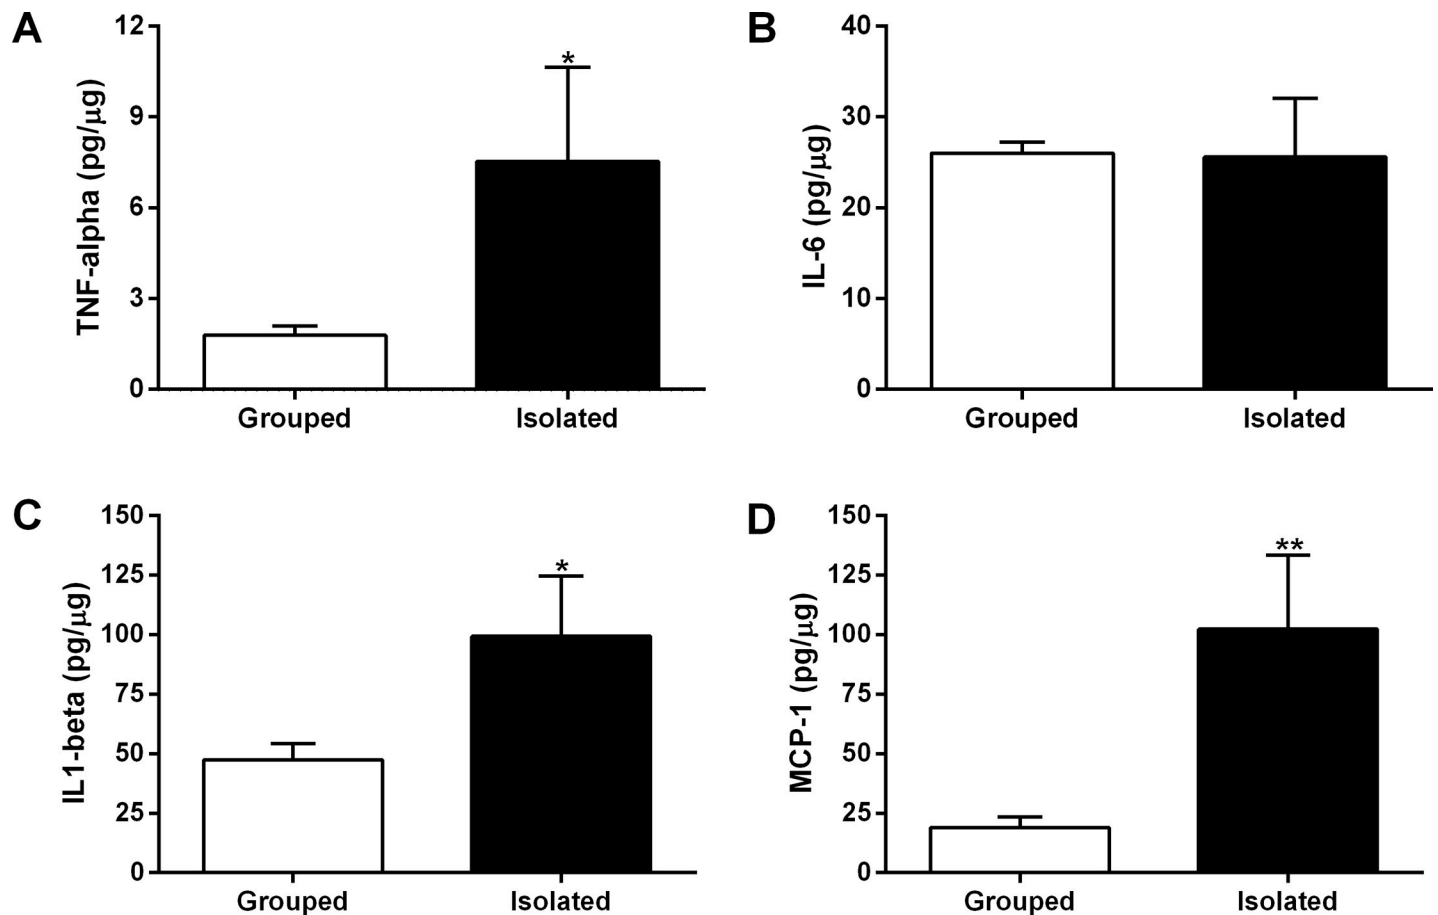 A
TNF-alpha (pg/μg)
12
9
6
3
0
*
Grouped
Isolated
B
IL-6 (pg/μg)
40
30
20
10
0
Grouped
Isolated
C
IL1-beta (pg/μg)
150
125
100
75
50
25
0
*
Grouped
Isolated
D
MCP-1 (pg/μg)
150
125
100
75
50
25
0
**
Grouped
Isolated